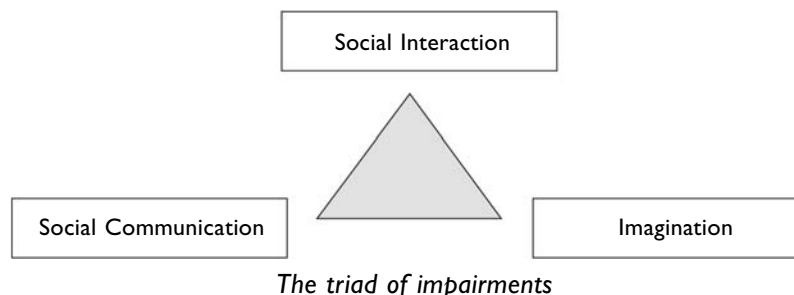 Social Interaction
Social Communication
Imagination
The triad of impairments